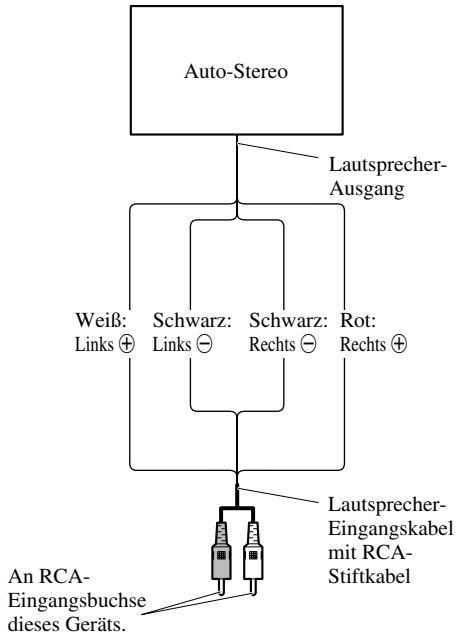 Auto-Stereo
Lautsprecher-
Ausgang
Weiß:
Links ⊕
Schwarz:
Links ⊖
Schwarz:
Rechts ⊖
Rot:
Rechts ⊕
Lautsprecher-
Eingangskabel
mit RCA-
Stiftkabel
An RCA-
Eingangsbuchse
dieses Geräts.